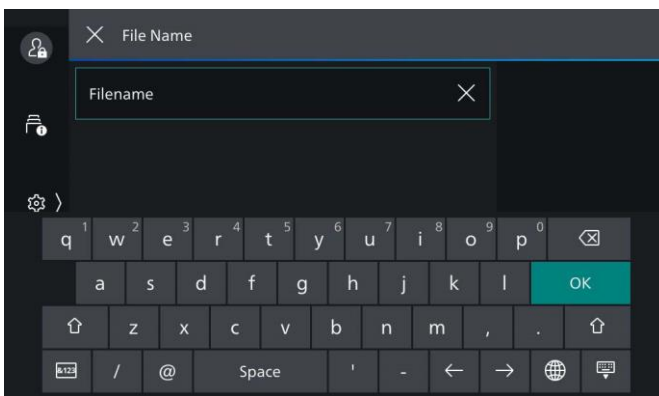 File Name
Filename
q 1 w 2 e 3 r 4 t 5 y 6 u 7 i 8 o 9 p 0
a s d f g h j k l OK
z x c v b n m , .
&123 / @ Space ' -